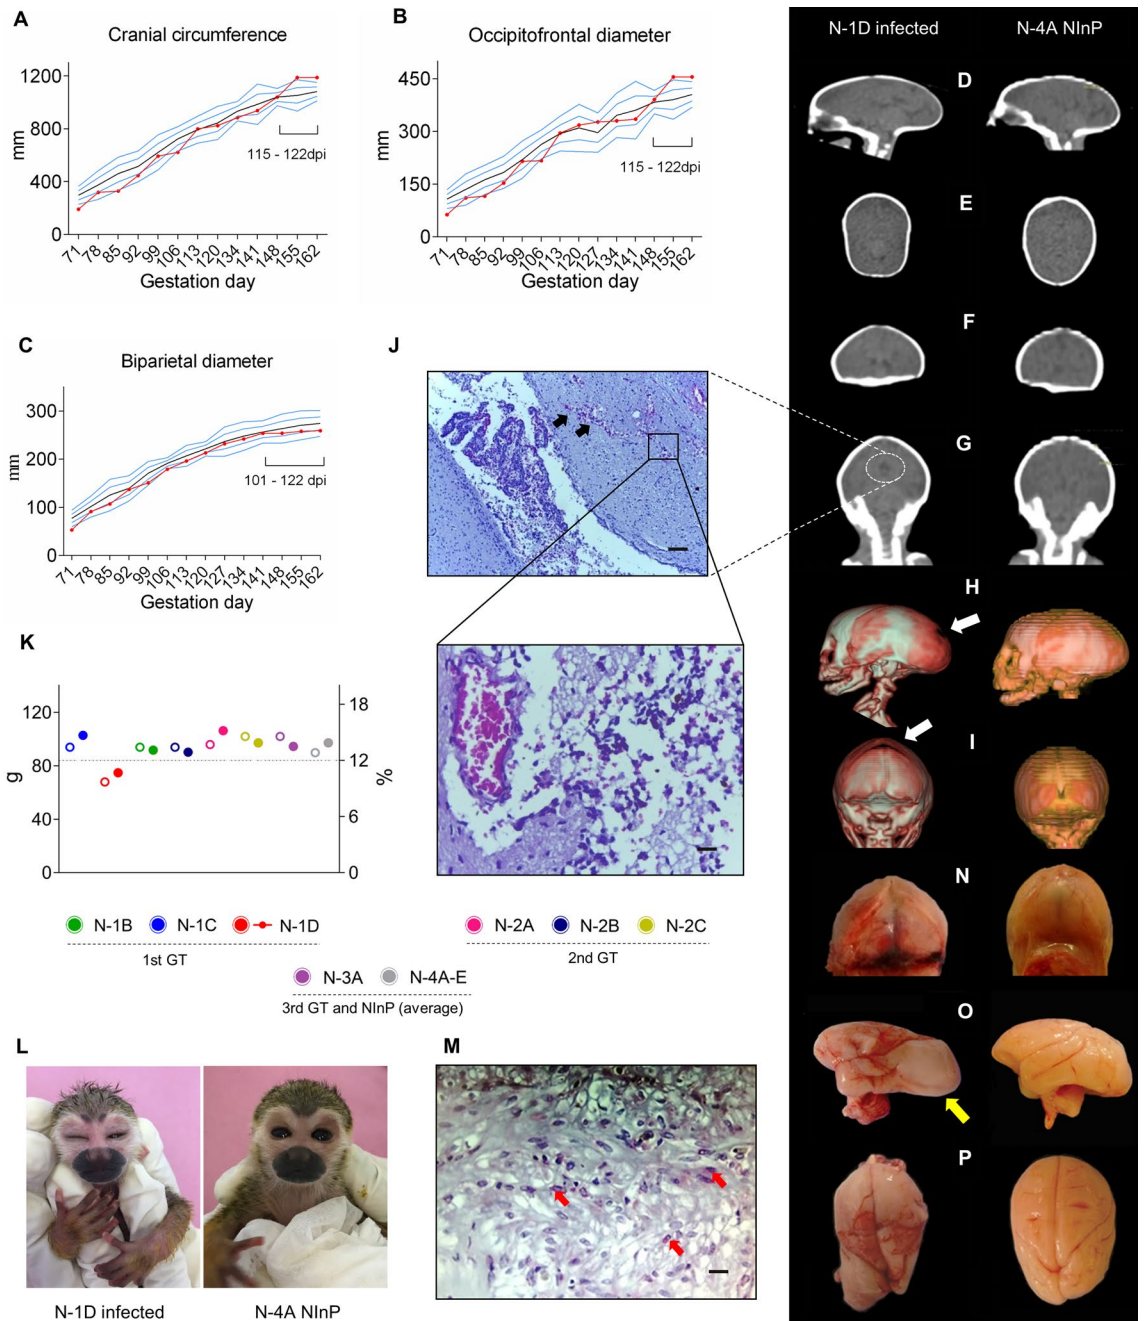 A
Cranial circumference
1200
800
400
0
mm
115 - 122dpi
71 78 85 92 99 106 113 120 134 141 148 155 162
Gestation day
B
Occipitofrontal diameter
450
300
150
0
mm
115 - 122dpi
71 78 85 92 99 106 113 120 127 134 141 148 155 162
Gestation day
C
Biparietal diameter
300
200
100
0
mm
101 - 122 dpi
71 78 85 92 99 106 113 120 127 134 141 148 155 162
Gestation day
J
K
120
80
40
0
g
18
12
6
0
%
N-1B N-1C N-1D
1st GT
N-2A N-2B N-2C
2nd GT
N-3A N-4A-E
3rd GT and NInP (average)
L
N-1D infected N-4A NInP
M
N-1D infected N-4A NInP
D
E
F
G
H
I
N
O
P